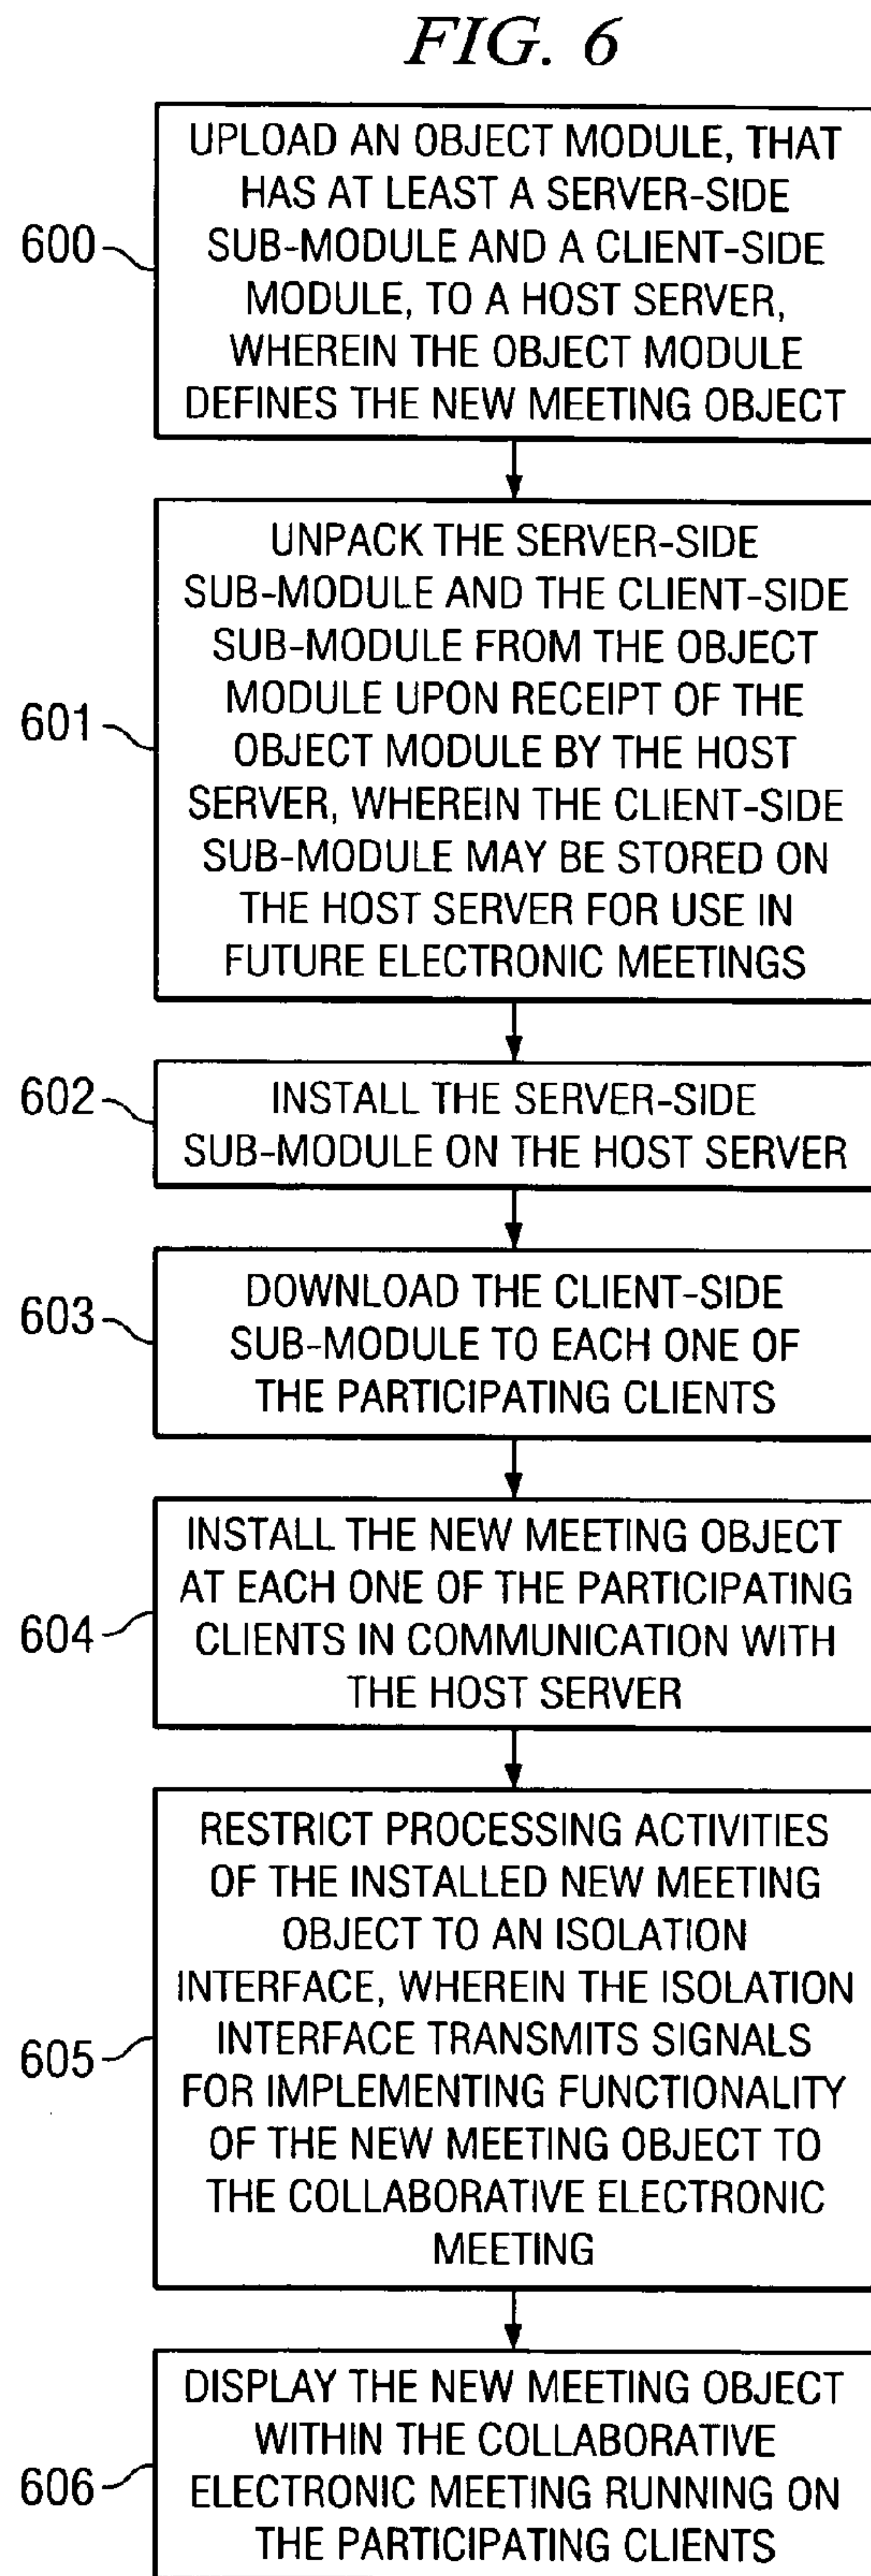 FIG. 6
600
UPLOAD AN OBJECT MODULE, THAT
HAS AT LEAST A SERVER-SIDE
SUB-MODULE AND A CLIENT-SIDE
MODULE, TO A HOST SERVER,
WHEREIN THE OBJECT MODULE
DEFINES THE NEW MEETING OBJECT
601
UNPACK THE SERVER-SIDE
SUB-MODULE AND THE CLIENT-SIDE
SUB-MODULE FROM THE OBJECT
MODULE UPON RECEIPT OF THE
OBJECT MODULE BY THE HOST
SERVER, WHEREIN THE CLIENT-SIDE
SUB-MODULE MAY BE STORED ON
THE HOST SERVER FOR USE IN
FUTURE ELECTRONIC MEETINGS
602
INSTALL THE SERVER-SIDE
SUB-MODULE ON THE HOST SERVER
603
DOWNLOAD THE CLIENT-SIDE
SUB-MODULE TO EACH ONE OF
THE PARTICIPATING CLIENTS
604
INSTALL THE NEW MEETING OBJECT
AT EACH ONE OF THE PARTICIPATING
CLIENTS IN COMMUNICATION WITH
THE HOST SERVER
605
RESTRICT PROCESSING ACTIVITIES
OF THE INSTALLED NEW MEETING
OBJECT TO AN ISOLATION
INTERFACE, WHEREIN THE ISOLATION
INTERFACE TRANSMITS SIGNALS
FOR IMPLEMENTING FUNCTIONALITY
OF THE NEW MEETING OBJECT TO
THE COLLABORATIVE ELECTRONIC
MEETING
606
DISPLAY THE NEW MEETING OBJECT
WITHIN THE COLLABORATIVE
ELECTRONIC MEETING RUNNING ON
THE PARTICIPATING CLIENTS